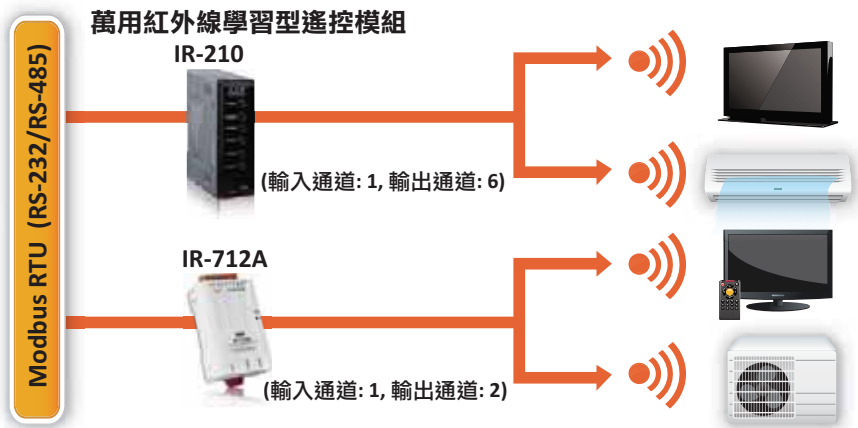 萬用紅外線學習型遙控模組
IR-210
Modbus RTU (RS-232/RS-485)
(輸入通道: 1, 輸出通道: 6)
IR-712A
(輸入通道: 1, 輸出通道: 2)